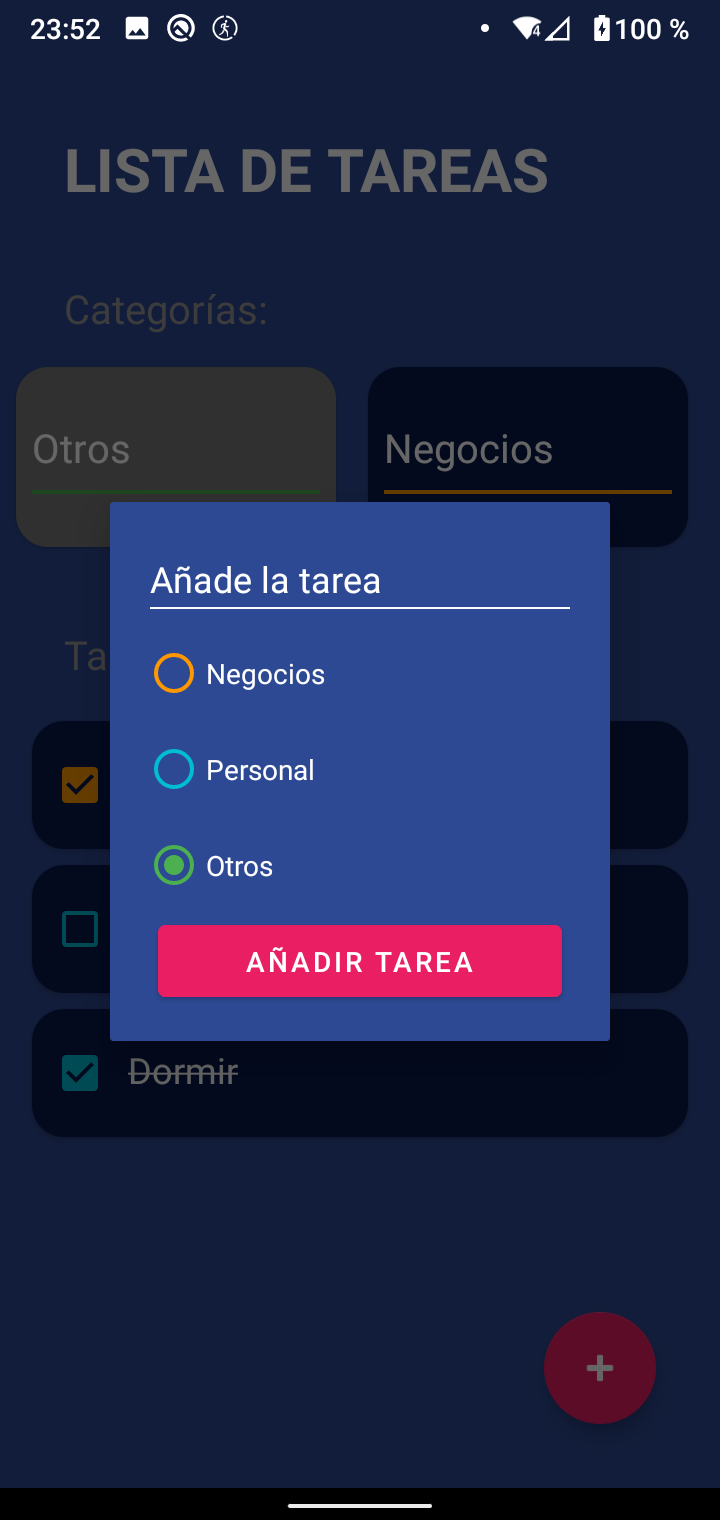 23:52
4
100 %
LISTA DE TAREAS
Categorías:
Otros
Negocios
Añade la tarea
Ta
Negocios
Personal
Otros
AÑADIR TAREA
Dormir
+